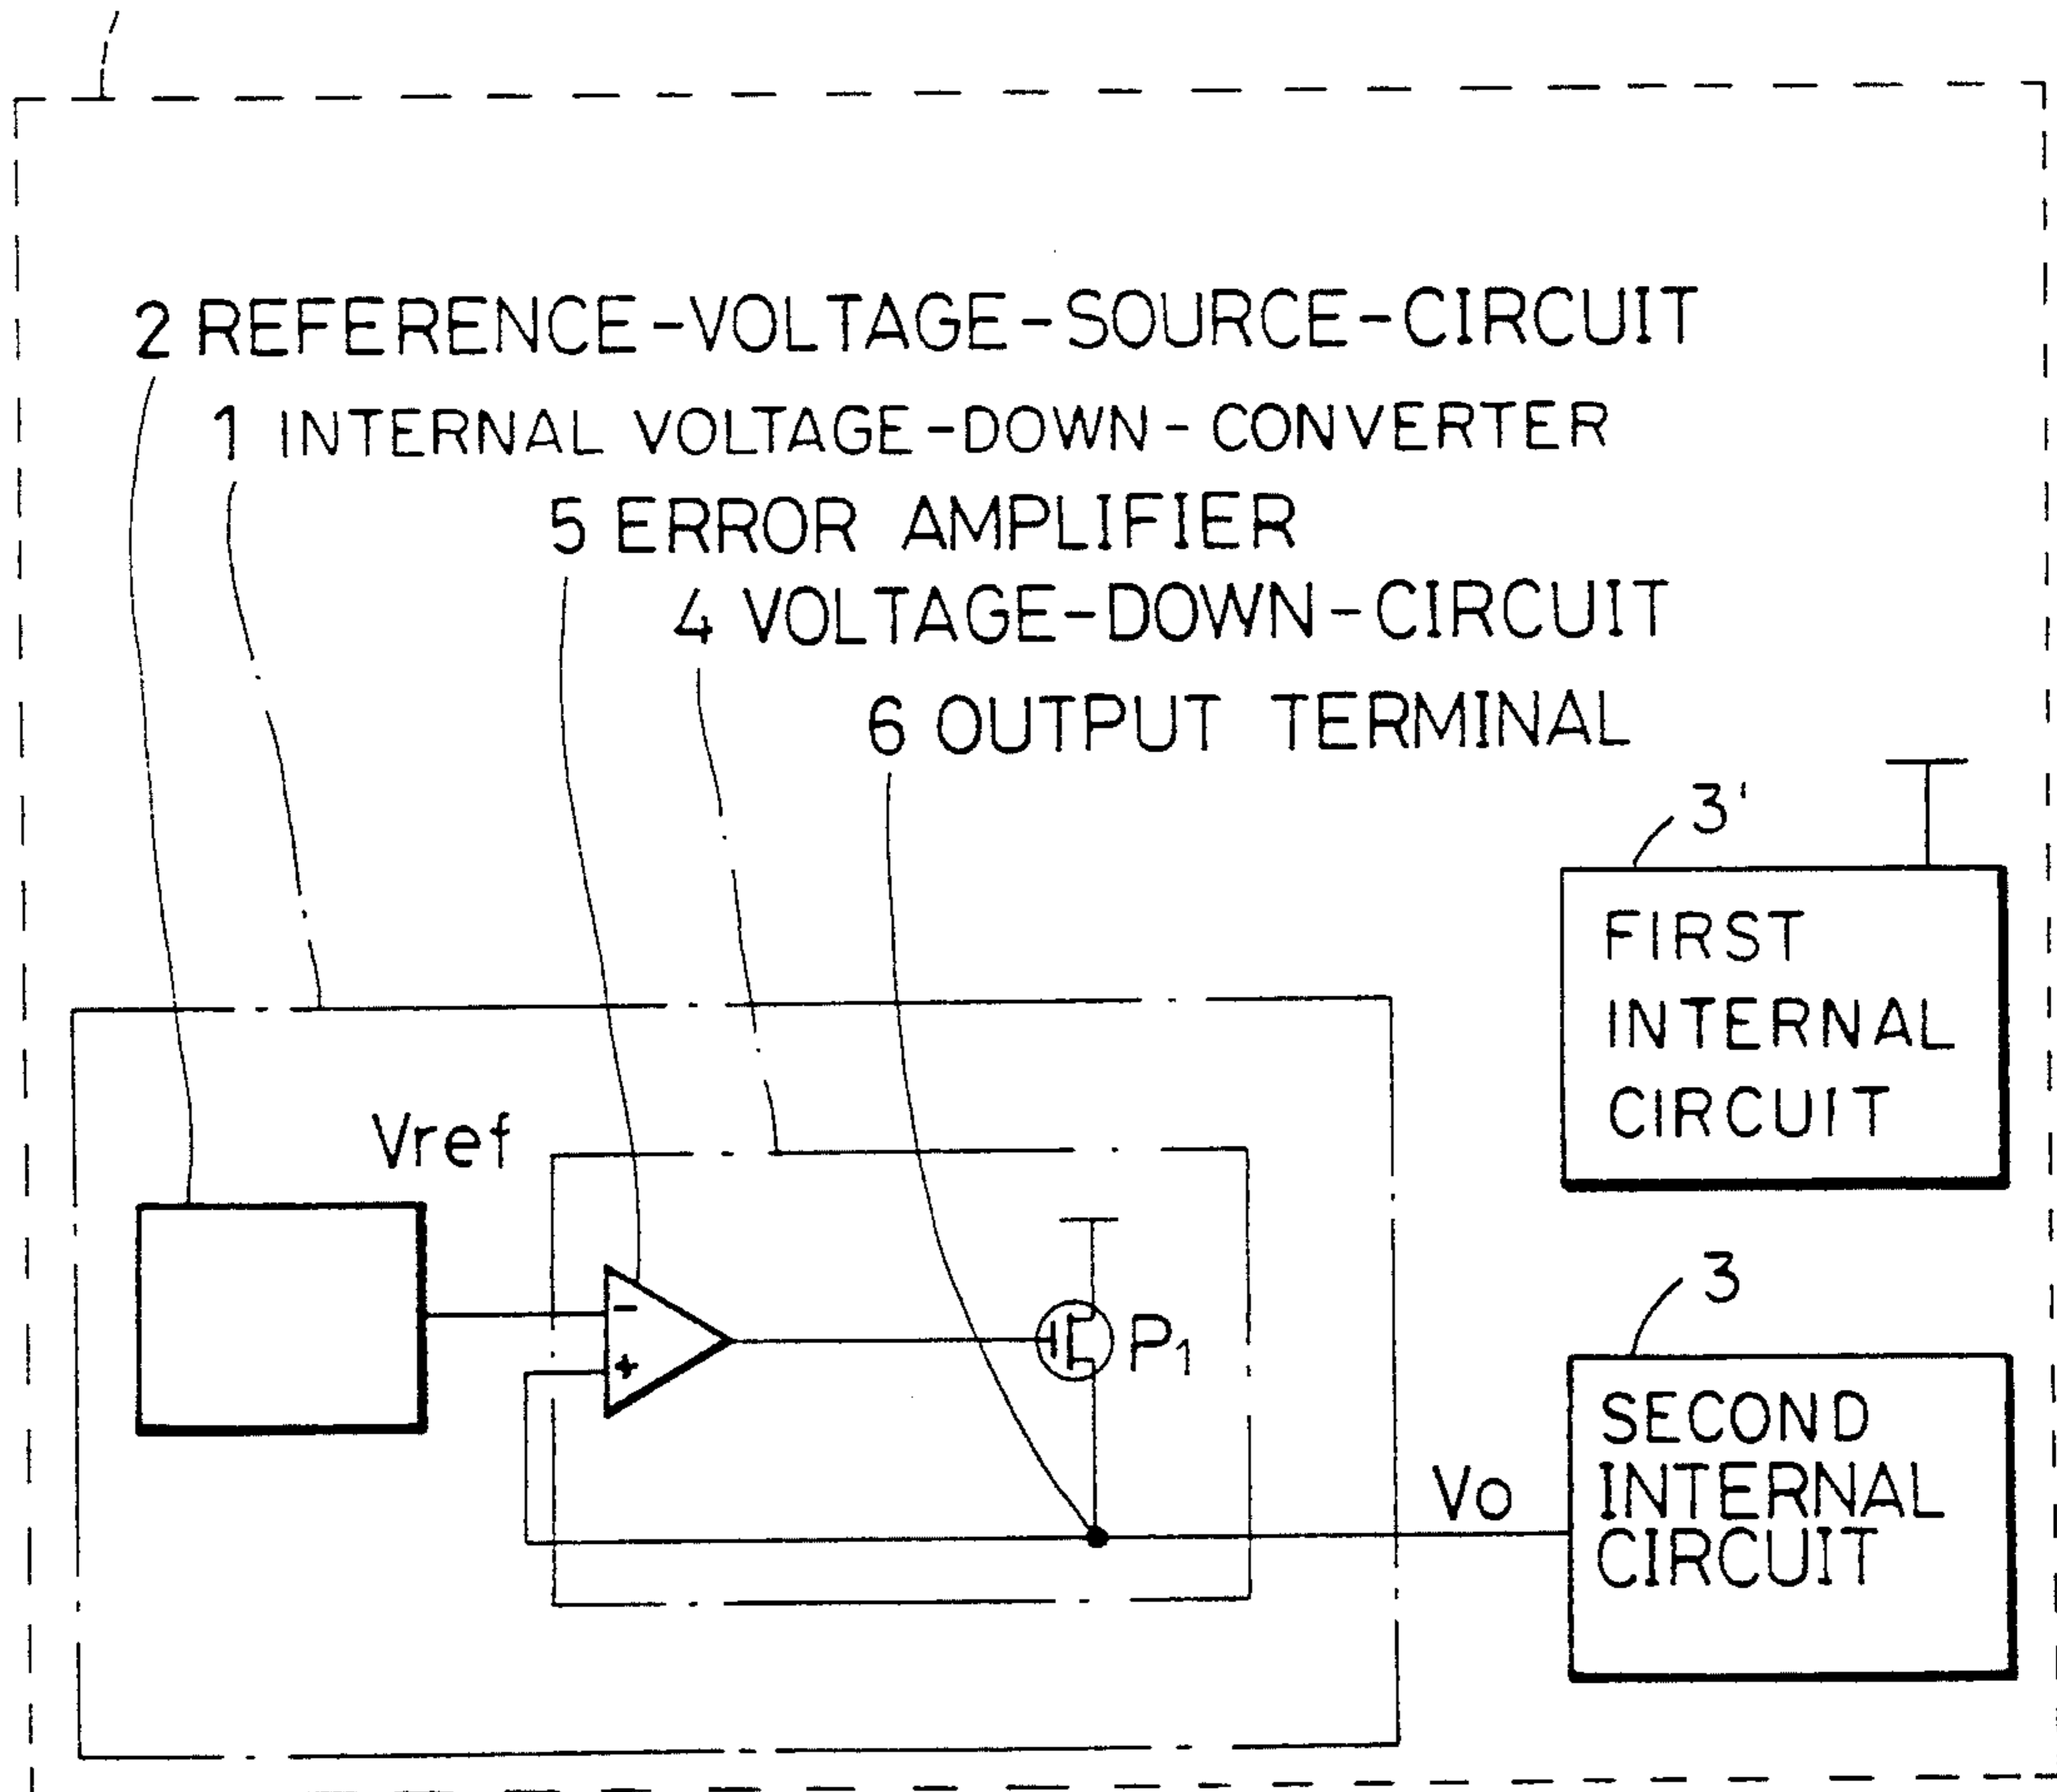 2 REFERENCE-VOLTAGE-SOURCE-CIRCUIT
1 INTERNAL VOLTAGE-DOWN-CONVERTER
5 ERROR AMPLIFIER
4 VOLTAGE-DOWN-CIRCUIT
6 OUTPUT TERMINAL
3'
FIRST
INTERNAL
CIRCUIT
Vref
-
+
P1
3
SECOND
INTERNAL
CIRCUIT
Vo